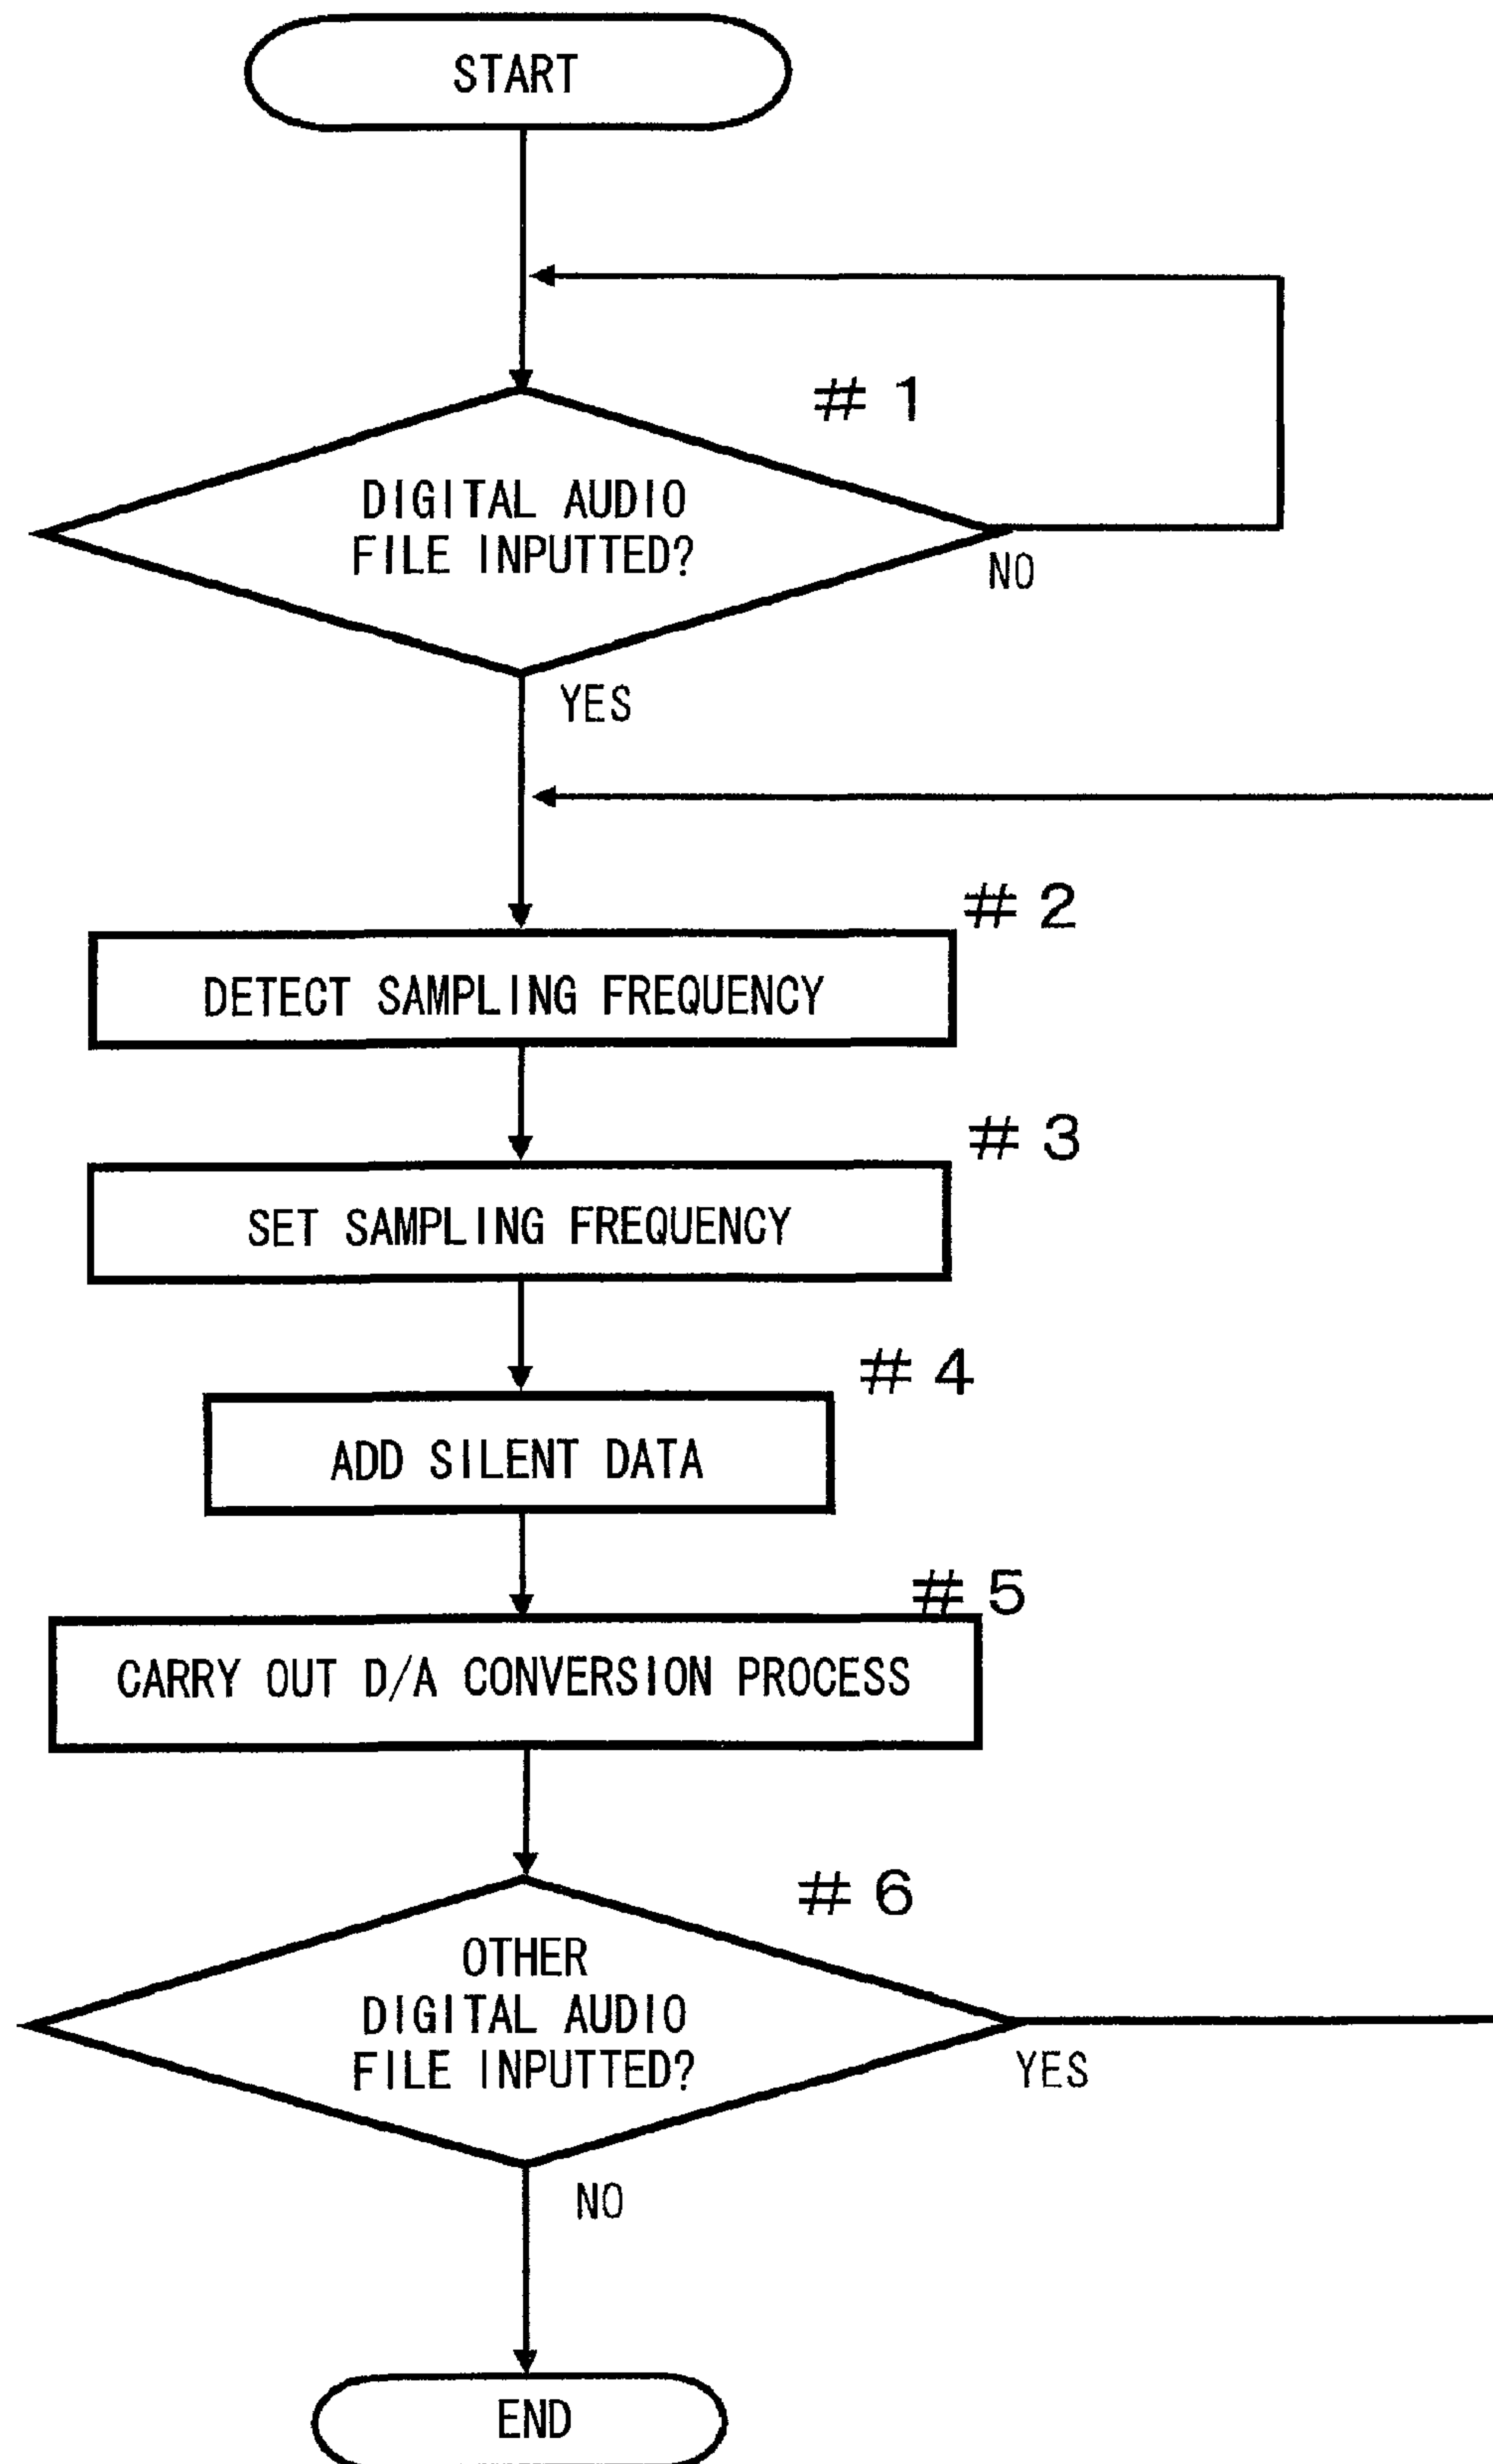 START
# 1
DIGITAL AUDIO
FILE INPUTTED?
NO
YES
# 2
DETECT SAMPLING FREQUENCY
# 3
SET SAMPLING FREQUENCY
# 4
ADD SILENT DATA
# 5
CARRY OUT D/A CONVERSION PROCESS
# 6
OTHER
DIGITAL AUDIO
FILE INPUTTED?
YES
NO
END